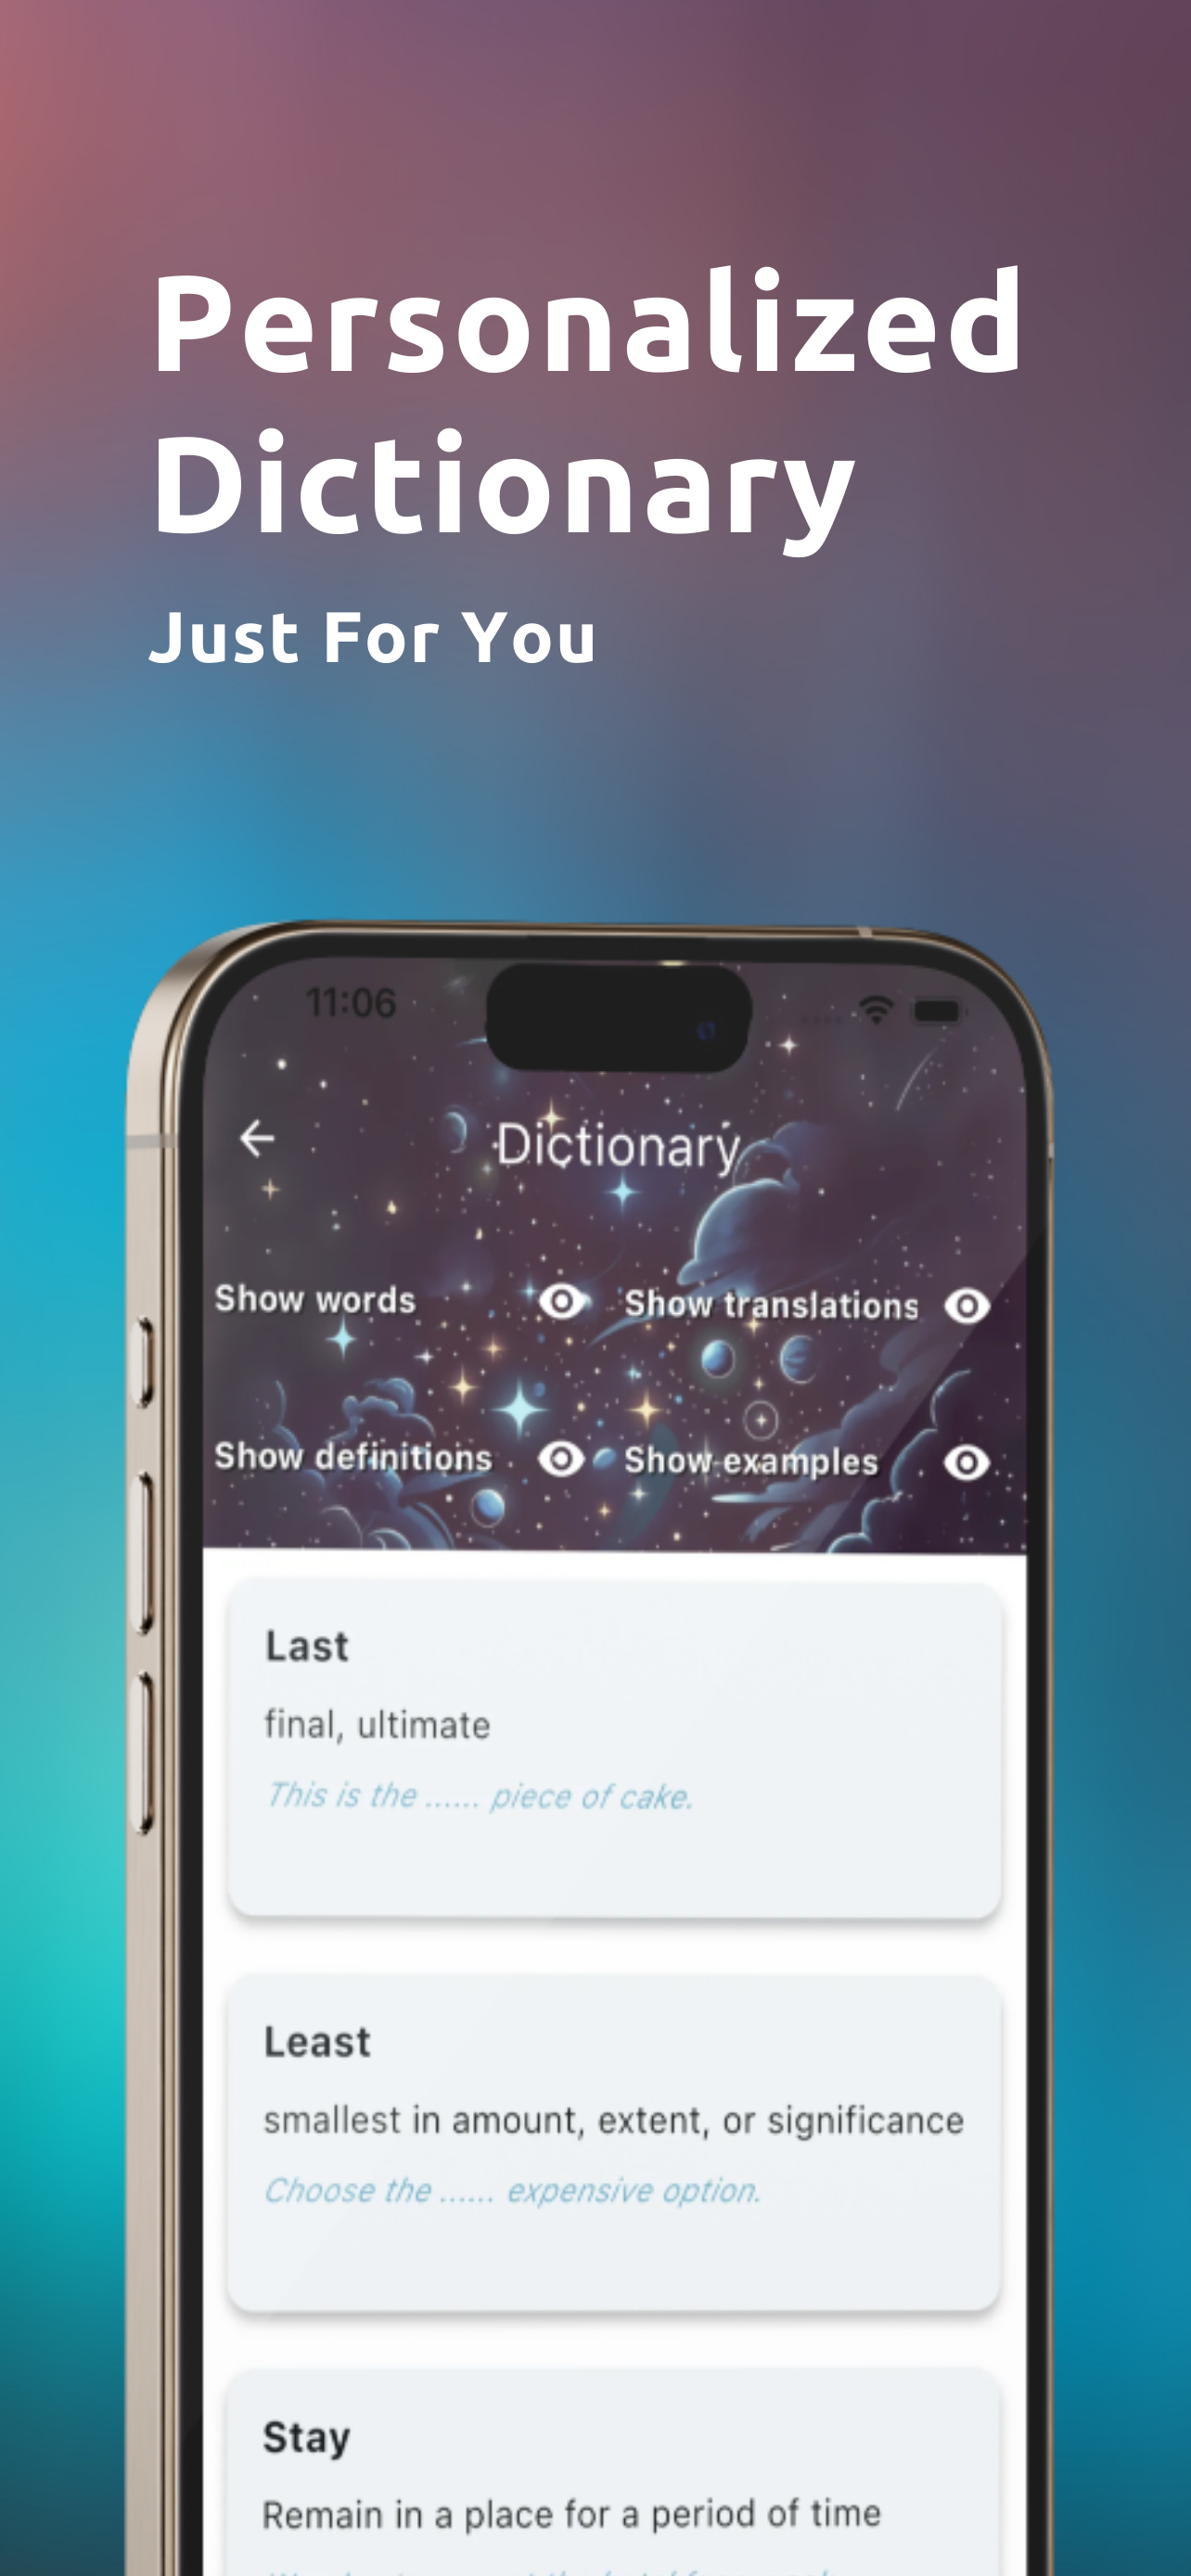 Personalized
Dictionary
Just For You
11:06
Dictionary
Show words
Show translations
Show definitions
Show examples
Last
final, ultimate
This is the ...... piece of cake.
Least
smallest in amount, extent, or significance
Choose the ...... expensive option.
Stay
Remain in a place for a period of time